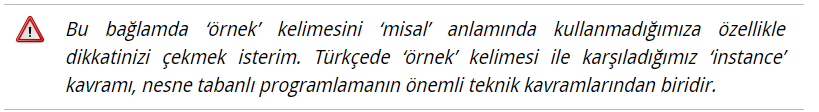 Bu bağlamda ‘örnek’ kelimesini ‘misal’ anlamında kullanmadığımıza özellikle
dikkatinizi çekmek isterim. Türkçede ‘örnek’ kelimesi ile karşıladığımız ‘instance’
kavramı, nesne tabanlı programlamanın önemli teknik kavramlarından biridir.